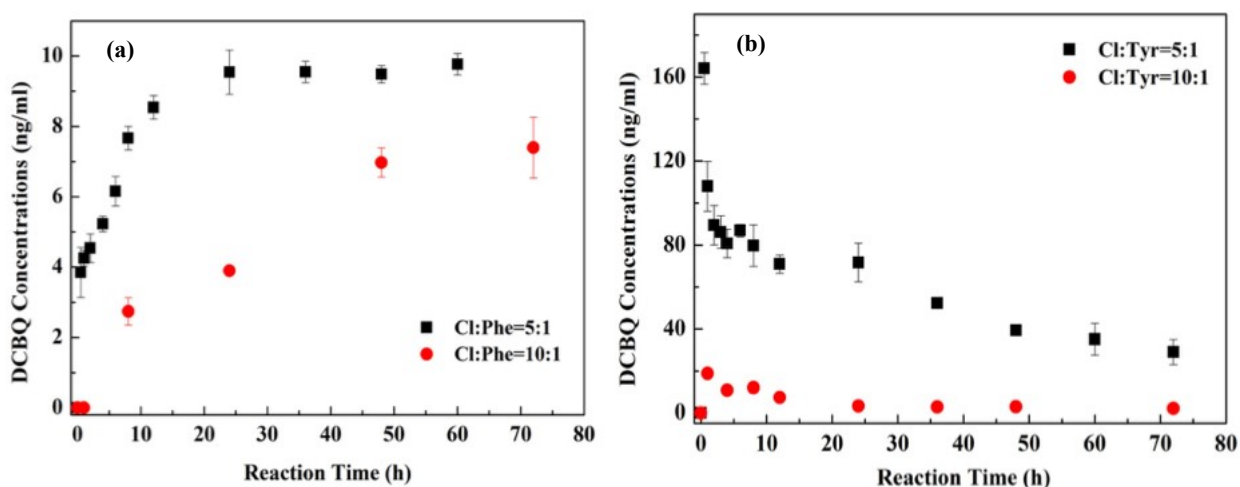 (a)
DCBQ Concentrations (ng/ml)
10
8
6
4
2
0
Cl:Phe=5:1
Cl:Phe=10:1
0 10 20 30 40 50 60 70 80
Reaction Time (h)
(b)
DCBQ Concentrations (ng/ml)
160
120
80
40
0
Cl:Tyr=5:1
Cl:Tyr=10:1
0 10 20 30 40 50 60 70 80
Reaction Time (h)